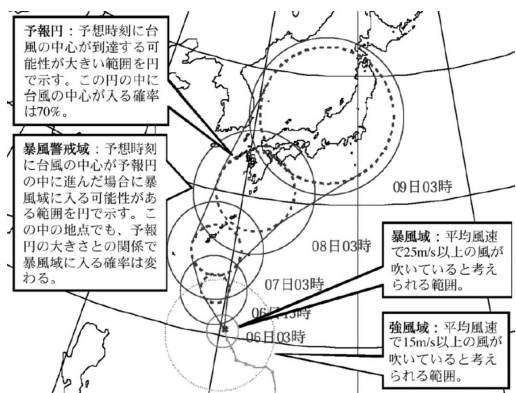 予報円：予想時刻に台
風の中心が到達する可
能性が大きい範囲を円
で示す。この円の中に
台風の中心が入る確率
は70%。
暴風警戒域：予想時刻
に台風の中心が予報円
の中に進んだ場合に暴
風域に入る可能性があ
る範囲を円で示す。こ
の中の地点でも、予報
円の大きさとの関係で
暴風域に入る確率は変
わる。
09日03時
08日03時
07日03時
06日15時
06日03時
暴風域：平均風速
で25m/s以上の風が
吹いていると考え
られる範囲。
強風域：平均風速
で15m/s以上の風が
吹いていると考え
られる範囲。